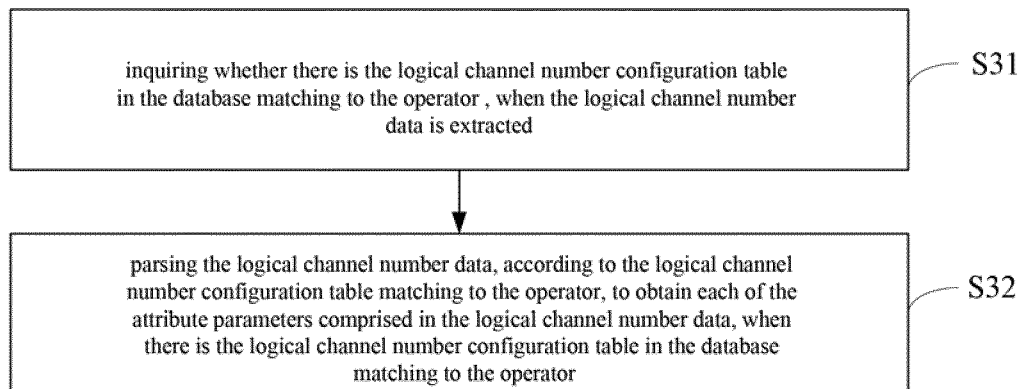 inquiring whether there is the logical channel number configuration table
in the database matching to the operator , when the logical channel number
data is extracted
S31
parsing the logical channel number data, according to the logical channel
number configuration table matching to the operator, to obtain each of the
attribute parameters comprised in the logical channel number data, when
there is the logical channel number configuration table in the database
matching to the operator
S32